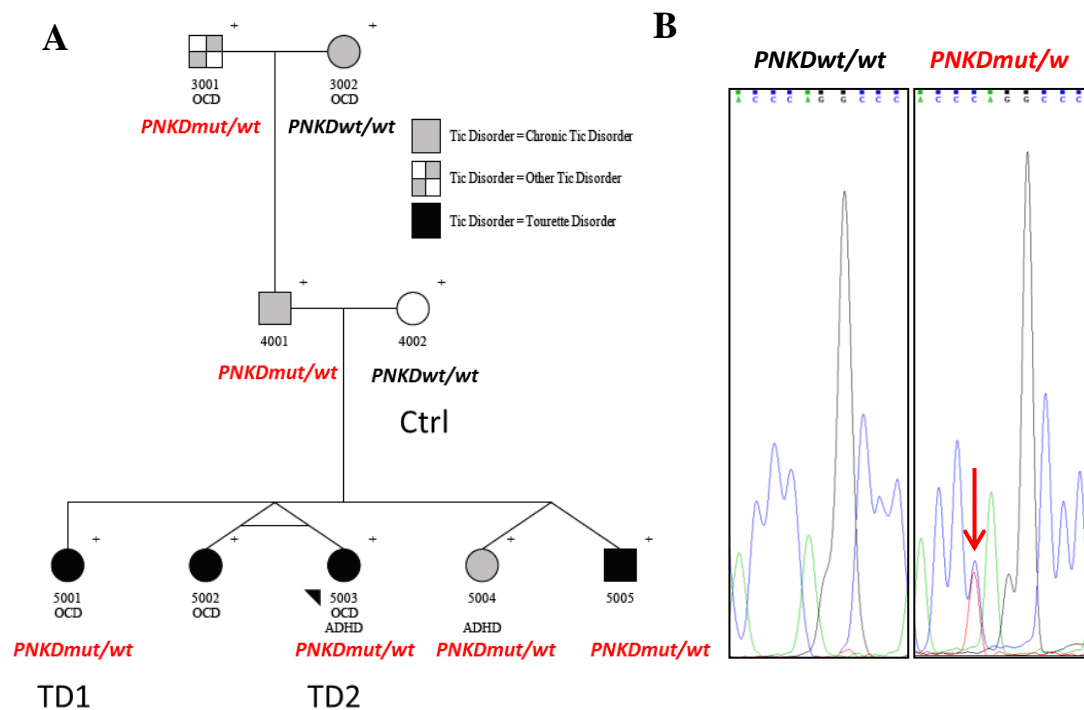 A
+
+
3001
OCD
3002
OCD
PNKDmut/wt
PNKDwt/wt
Tic Disorder = Chronic Tic Disorder
Tic Disorder = Other Tic Disorder
Tic Disorder = Tourette Disorder
+
+
4001
4002
PNKDmut/wt
PNKDwt/wt
Ctrl
+
+
+
+
+
5001
OCD
5002
OCD
5003
OCD
ADHD
5004
ADHD
5005
PNKDmut/wt
PNKDmut/wt
PNKDmut/wt
PNKDmut/wt
TD1
TD2
B
PNKDwt/wt
PNKDmut/w
A C C C A G G C C C
A C C C A G G C C C